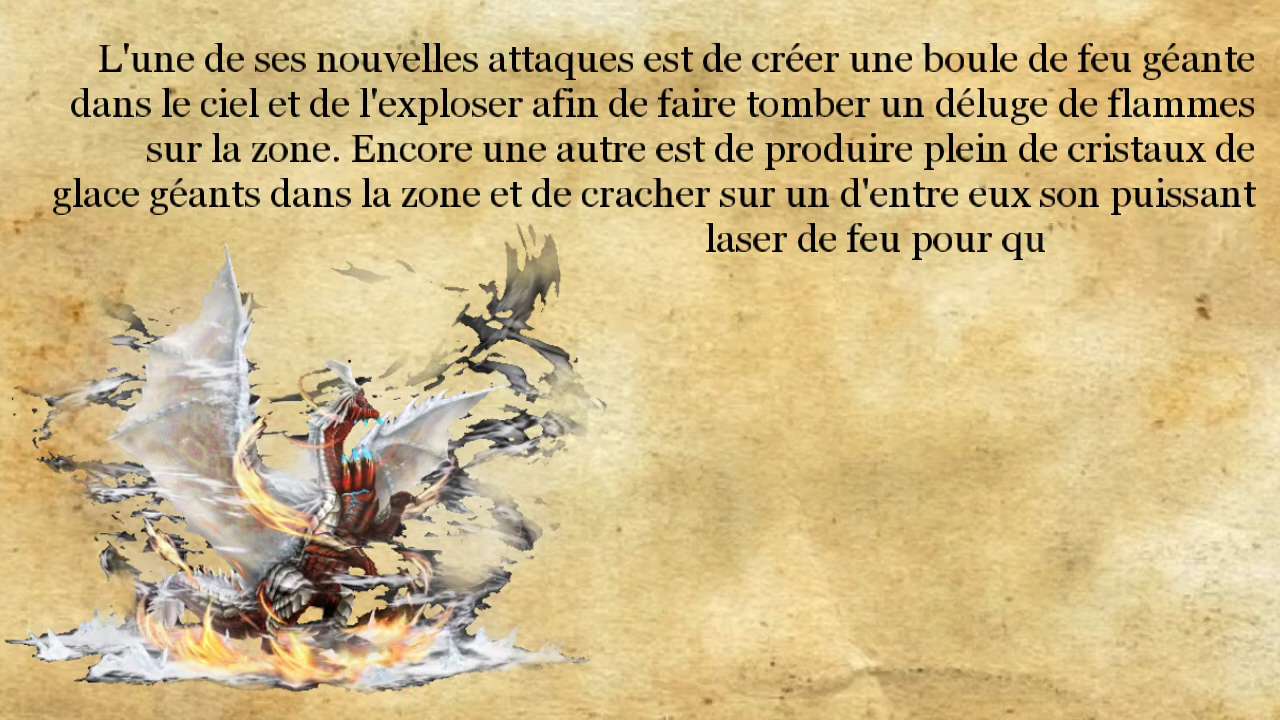 L'une de ses nouvelles attaques est de créer une boule de feu géante
dans le ciel et de l'exploser afin de faire tomber un déluge de flammes
sur la zone. Encore une autre est de produire plein de cristaux de
glace géants dans la zone et de cracher sur un d'entre eux son puissant
laser de feu pour qu